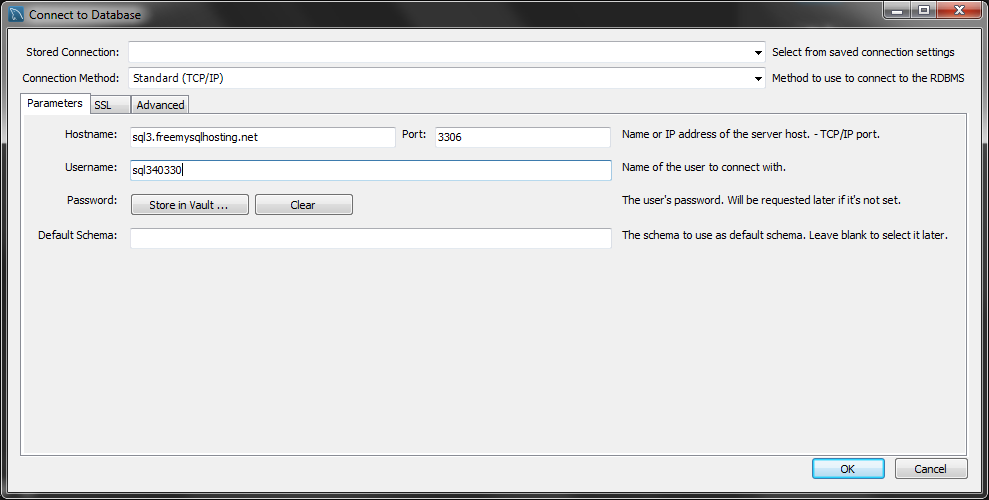 Connect to Database
Stored Connection: Select from saved connection settings
Connection Method: Standard (TCP/IP) Method to use to connect to the RDBMS
Parameters SSL Advanced
Hostname: sql3.freemysqlhosting.net Port: 3306 Name or IP address of the server host. - TCP/IP port.
Username: sql340330 Name of the user to connect with.
Password: Store in Vault ... Clear The user's password. Will be requested later if it's not set.
Default Schema: The schema to use as default schema. Leave blank to select it later.
OK Cancel